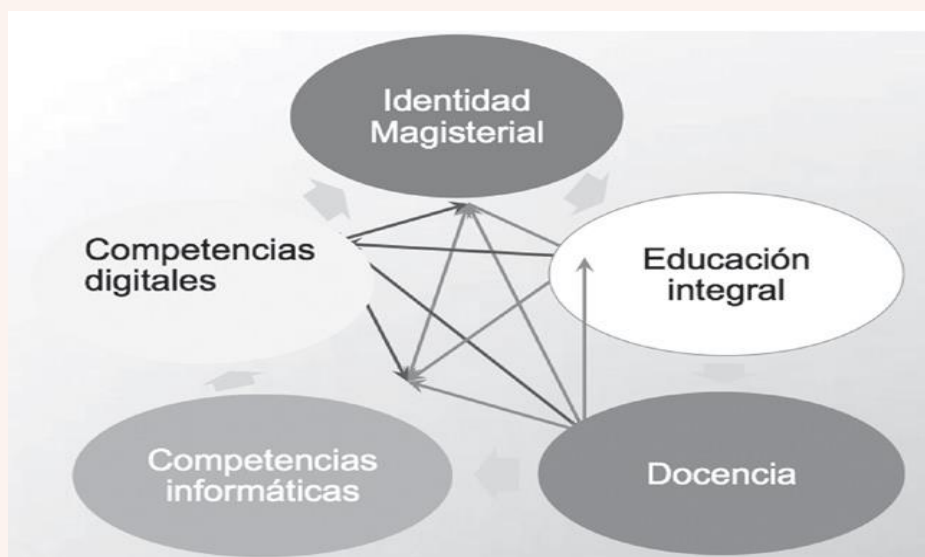 Identidad
Magisterial
Competencias
digitales
Educación
integral
Competencias
informáticas
Docencia